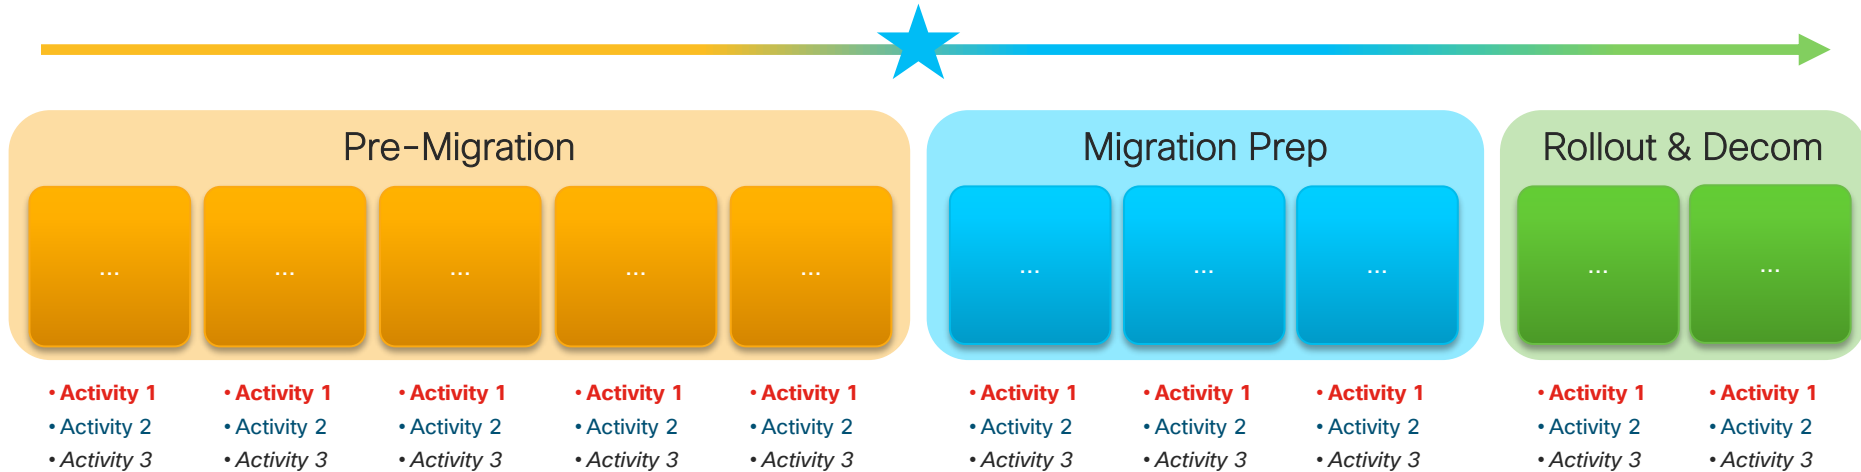 Pre-Migration
Migration Prep
Rollout & Decom
... ... ... ... ... ... ... ... ... ...
• Activity 1 • Activity 1 • Activity 1 • Activity 1 • Activity 1 • Activity 1 • Activity 1 • Activity 1 • Activity 1 • Activity 1
• Activity 2 • Activity 2 • Activity 2 • Activity 2 • Activity 2 • Activity 2 • Activity 2 • Activity 2 • Activity 2 • Activity 2
• Activity 3 • Activity 3 • Activity 3 • Activity 3 • Activity 3 • Activity 3 • Activity 3 • Activity 3 • Activity 3 • Activity 3